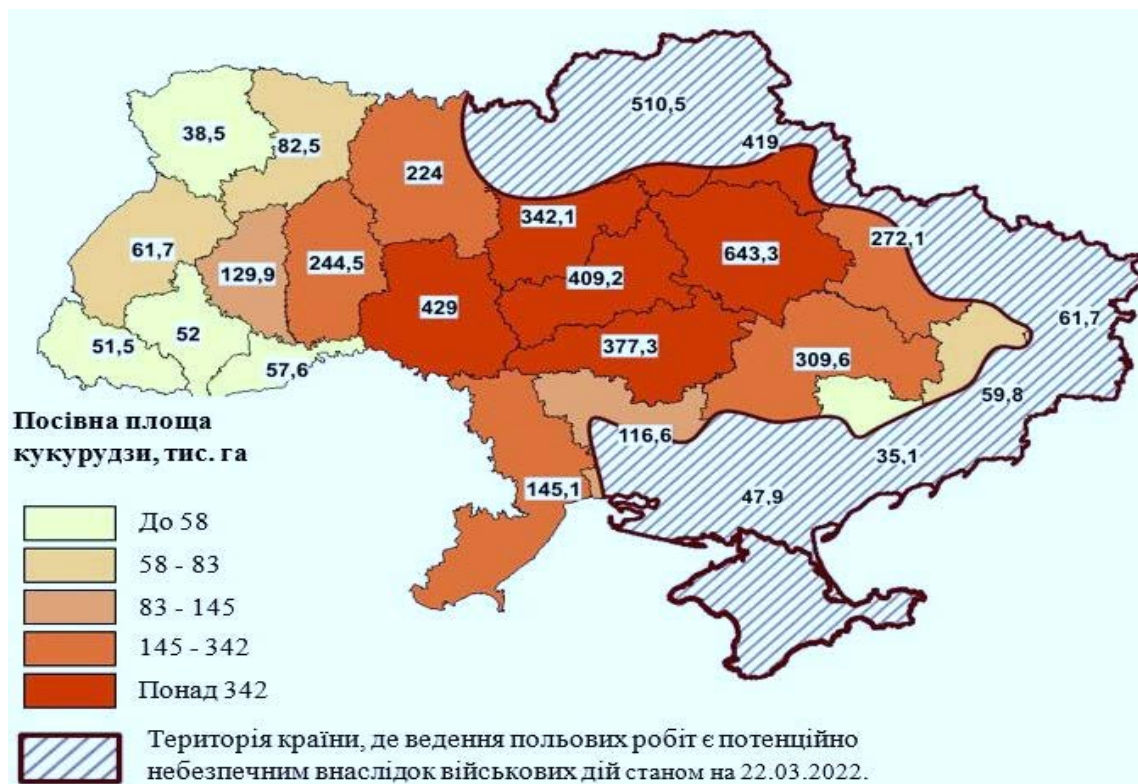 510,5
38,5
419
82,5
224
342,1
61,7
272,1
643,3
129,9
244,5
409,2
429
52
61,7
51,5
377,3
57,6
309,6
59,8
Посівна площа
кукурудзи, тис. га
116,6
35,1
145,1
47,9
До 58
58 - 83
83 - 145
145 - 342
Понад 342
Територія країни, де ведення польових робіт є потенційно
небезпечним внаслідок військових дій станом на 22.03.2022.